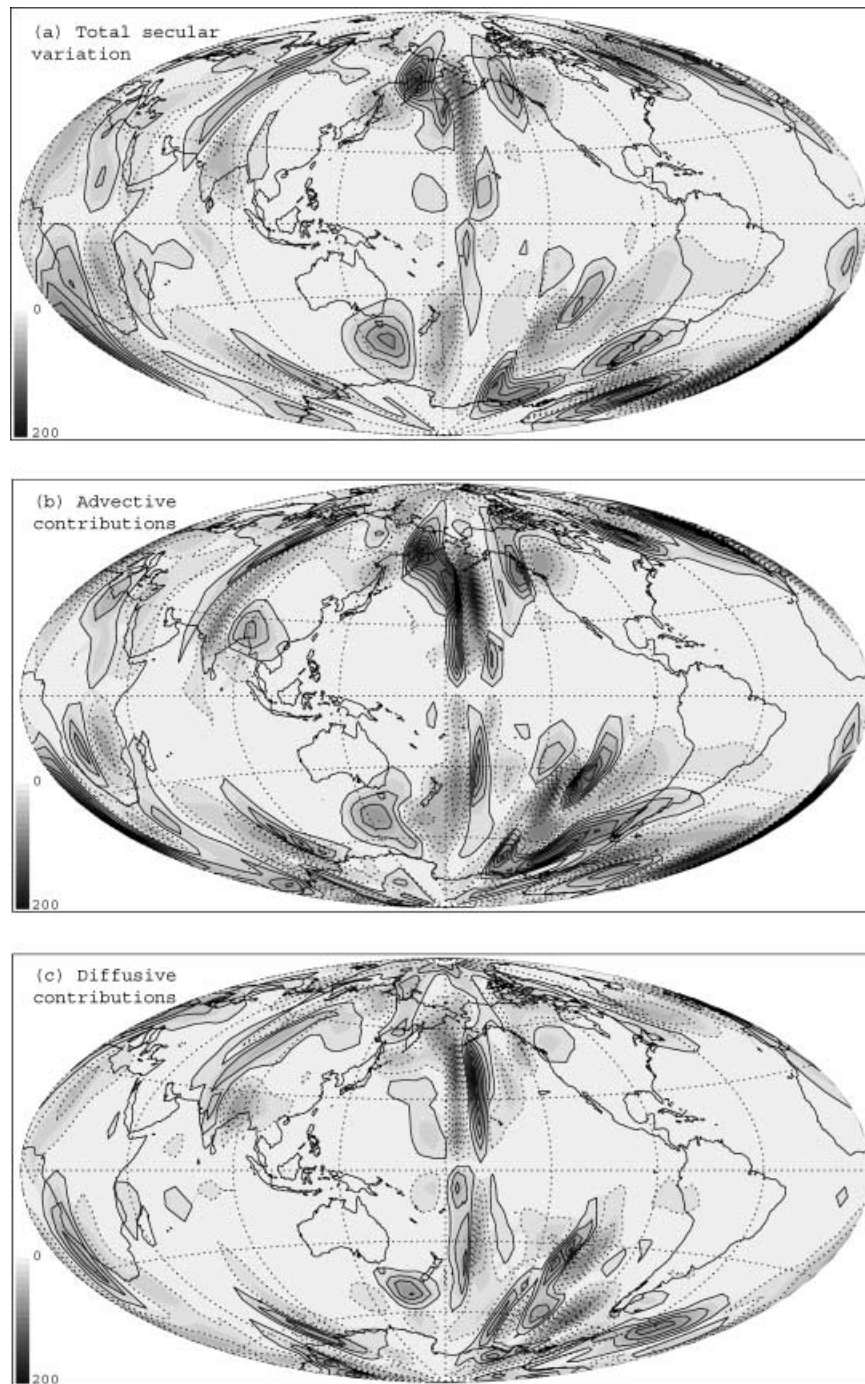 (a) Total secular
variation
0
200
(b) Advective
contributions
0
200
(c) Diffusive
contributions
0
200